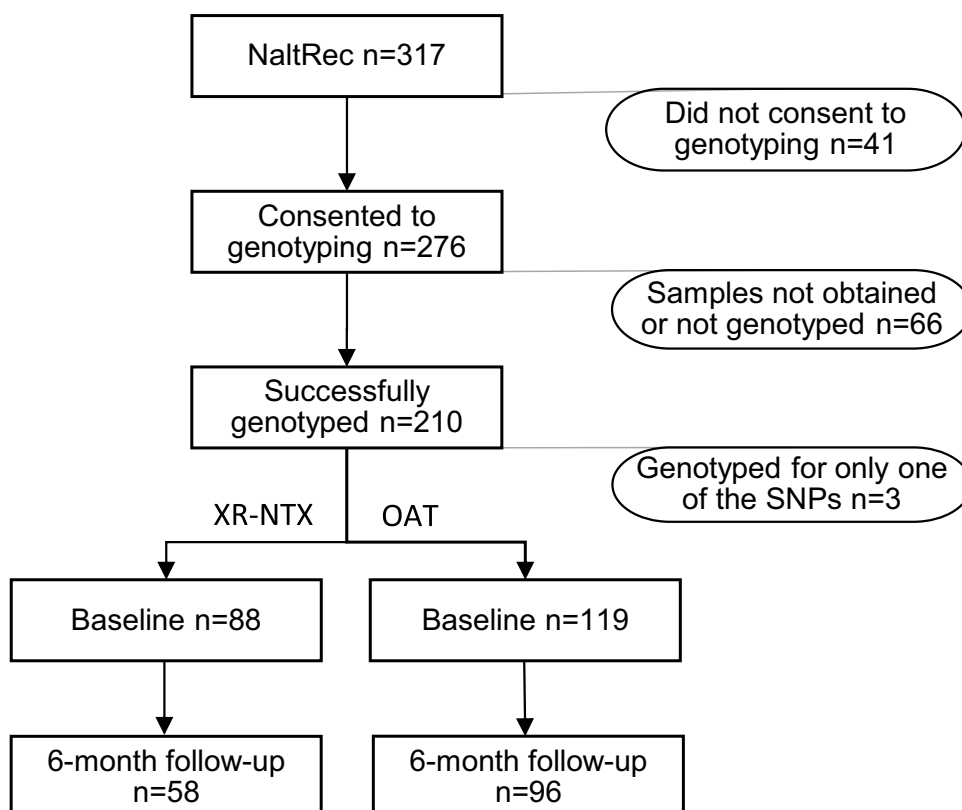 NaltRec n=317
Did not consent to
genotyping n=41
Consented to
genotyping n=276
Samples not obtained
or not genotyped n=66
Successfully
genotyped n=210
Genotyped for only one
of the SNPs n=3
XR-NTX
OAT
Baseline n=88
Baseline n=119
6-month follow-up
n=58
6-month follow-up
n=96